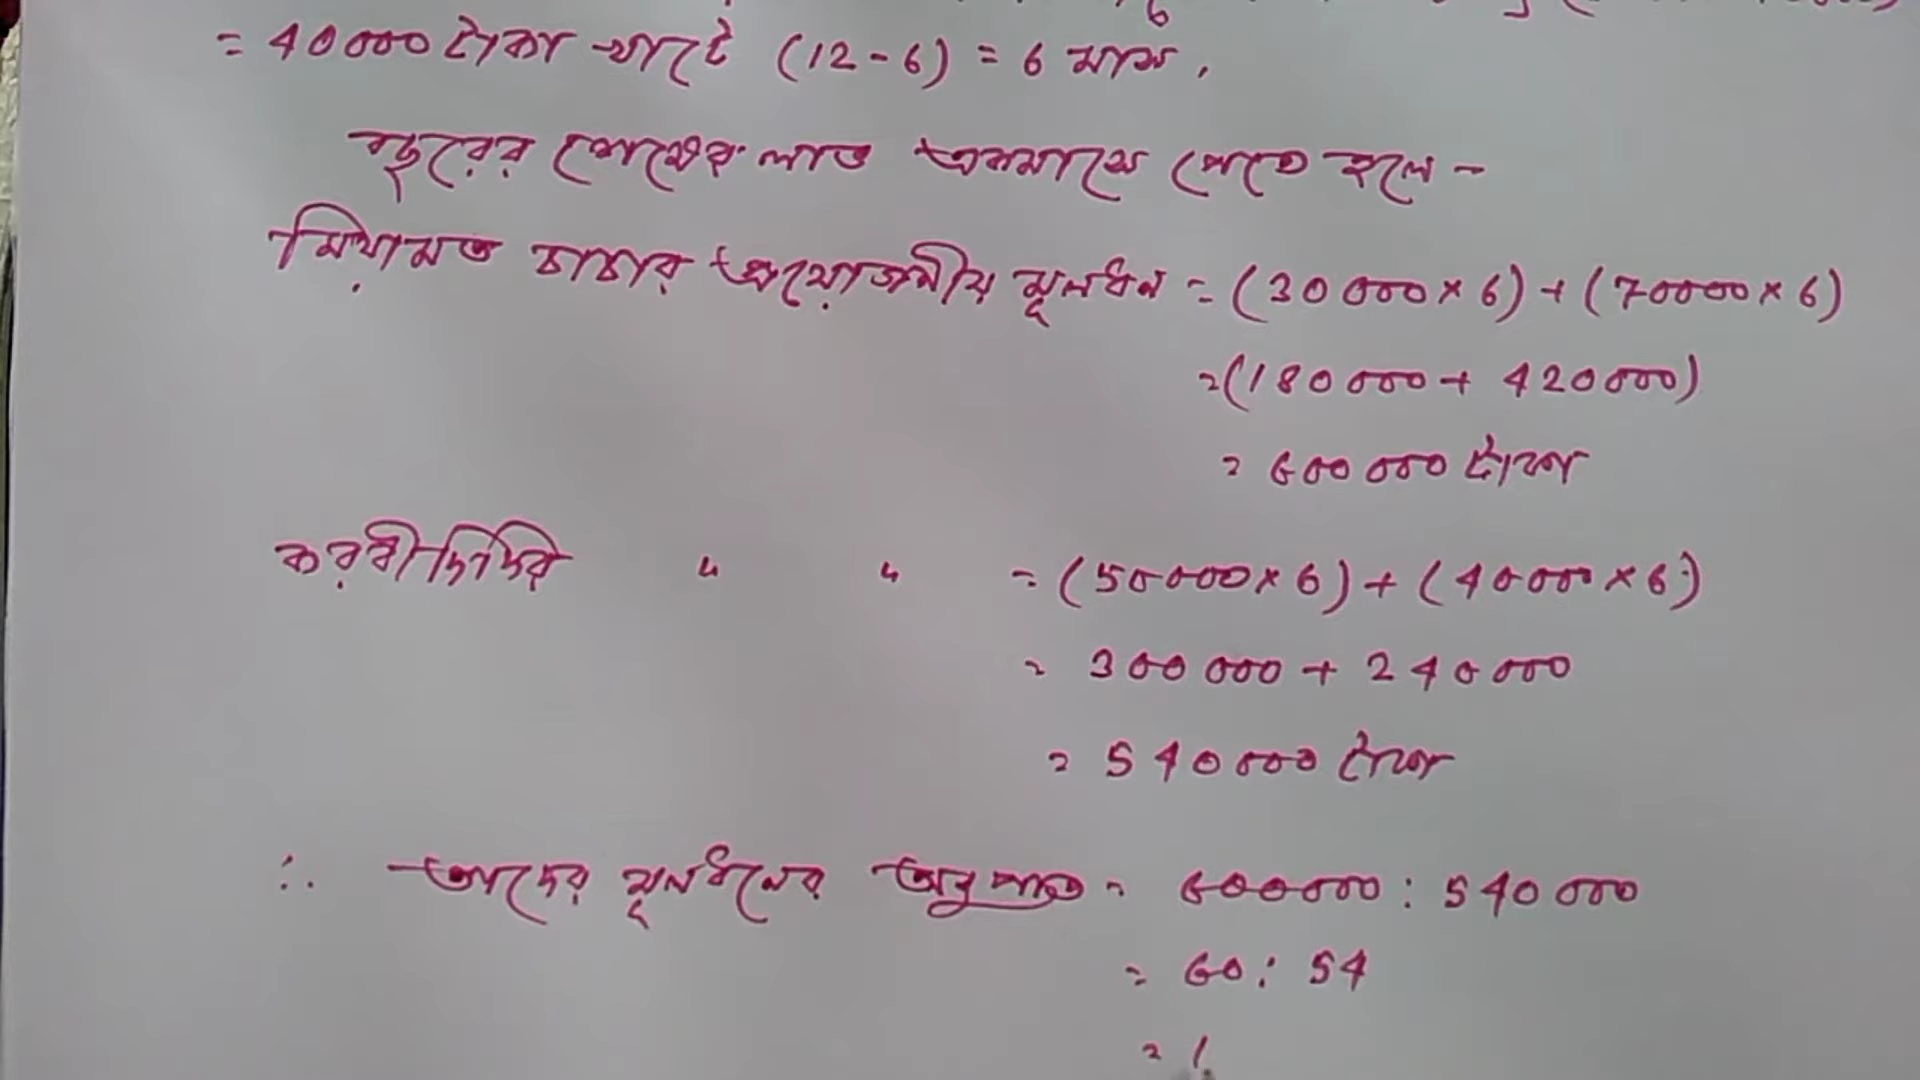 = 40000 টাকা খাটে (12-6) = 6 মাস,
বছরের শেষের লাভ একমাসে পেতে হলে -
নিয়ামত চাচার প্রয়োজনীয় মূলধন = (30000×6)+(70000×6)
=(180000+ 420000)
= 600000 টাকা
করবীদিদির " " = (50000×6)+(40000×6)
= 300000+240000
= 540000 টাকা
∴ তাদের মূলধনের অনুপাত = 600000:540000
= 60:54
= 1